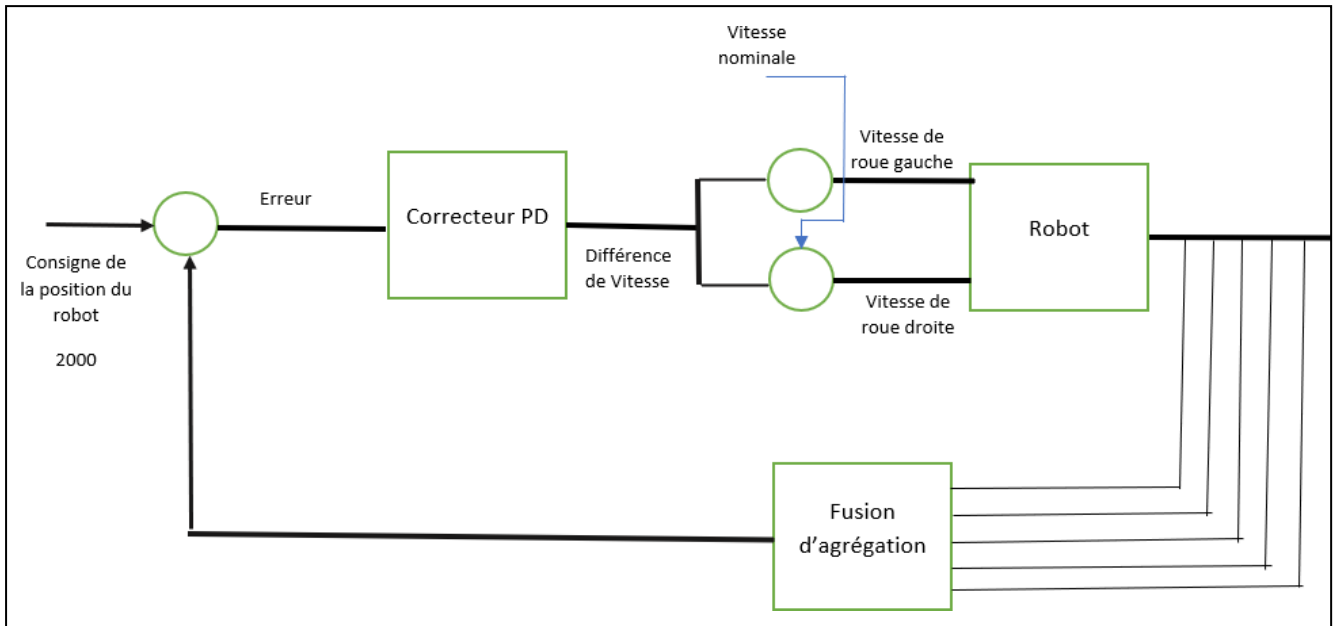 Vitesse
nominale
Vitesse de
roue gauche
Erreur
Correcteur PD
Robot
Différence
de Vitesse
Consigne de
la position du
robot
2000
Vitesse de
roue droite
Fusion
d'agrégation